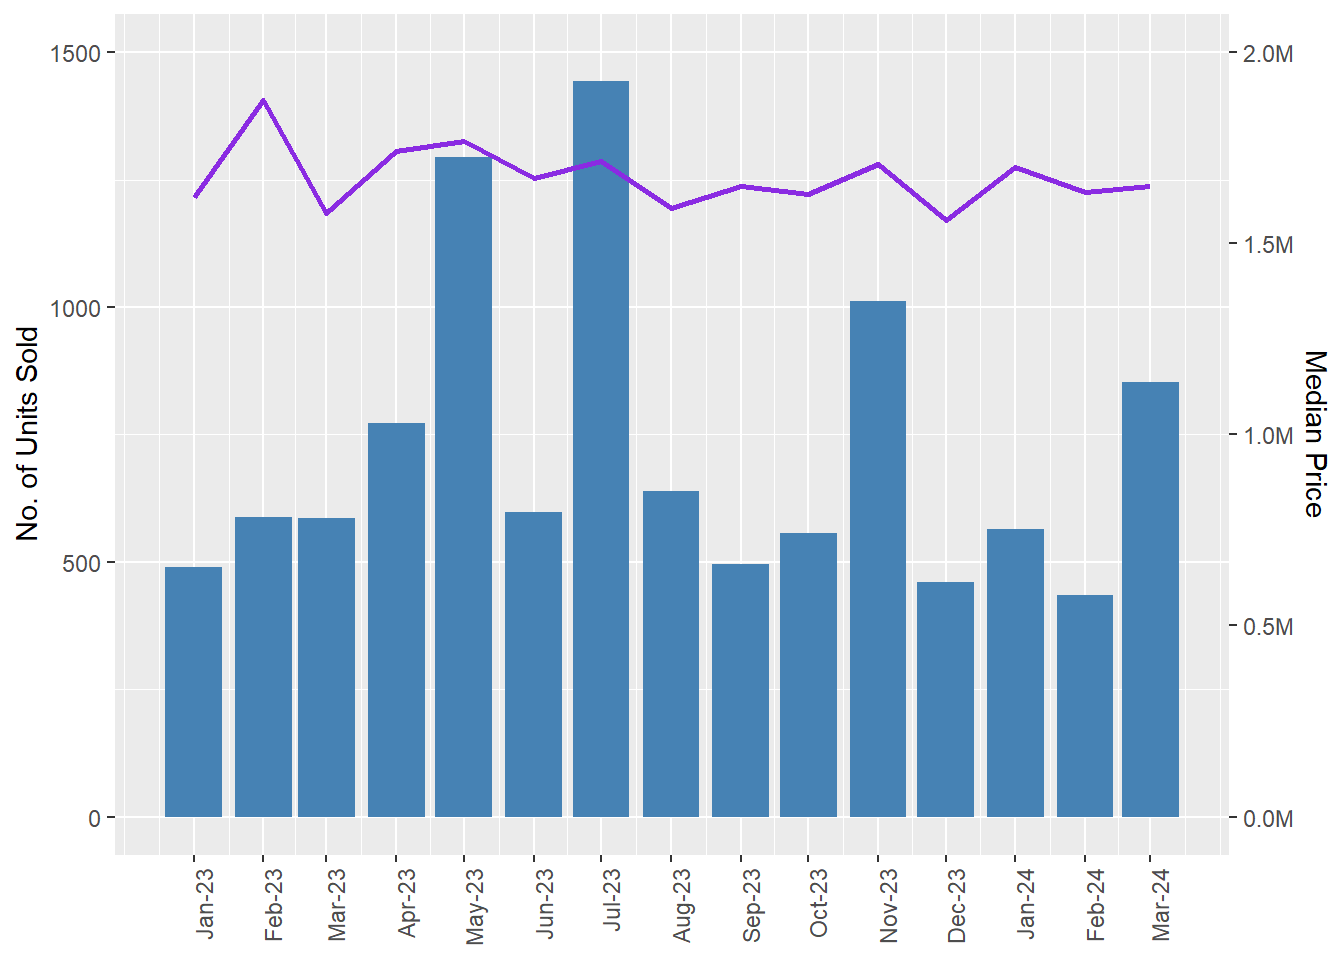 1500
1000
500
0
No. of Units Sold
2.0M
1.5M
1.0M
0.5M
0.0M
Median Price
Jan-23
Feb-23
Mar-23
Apr-23
May-23
Jun-23
Jul-23
Aug-23
Sep-23
Oct-23
Nov-23
Dec-23
Jan-24
Feb-24
Mar-24